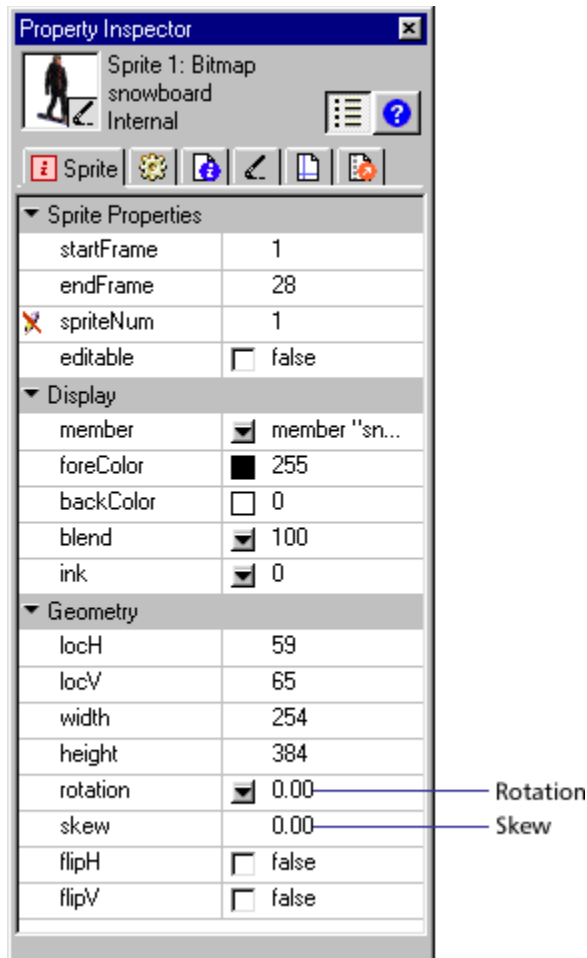 Property Inspector
Sprite 1: Bitmap
snowboard
Internal
Sprite
Sprite Properties
startFrame 1
endFrame 28
spriteNum 1
editable false
Display
member member "sn...
foreColor 255
backColor 0
blend 100
ink 0
Geometry
locH 59
locV 65
width 254
height 384
rotation 0.00 Rotation
skew 0.00 Skew
flipH false
flipV false